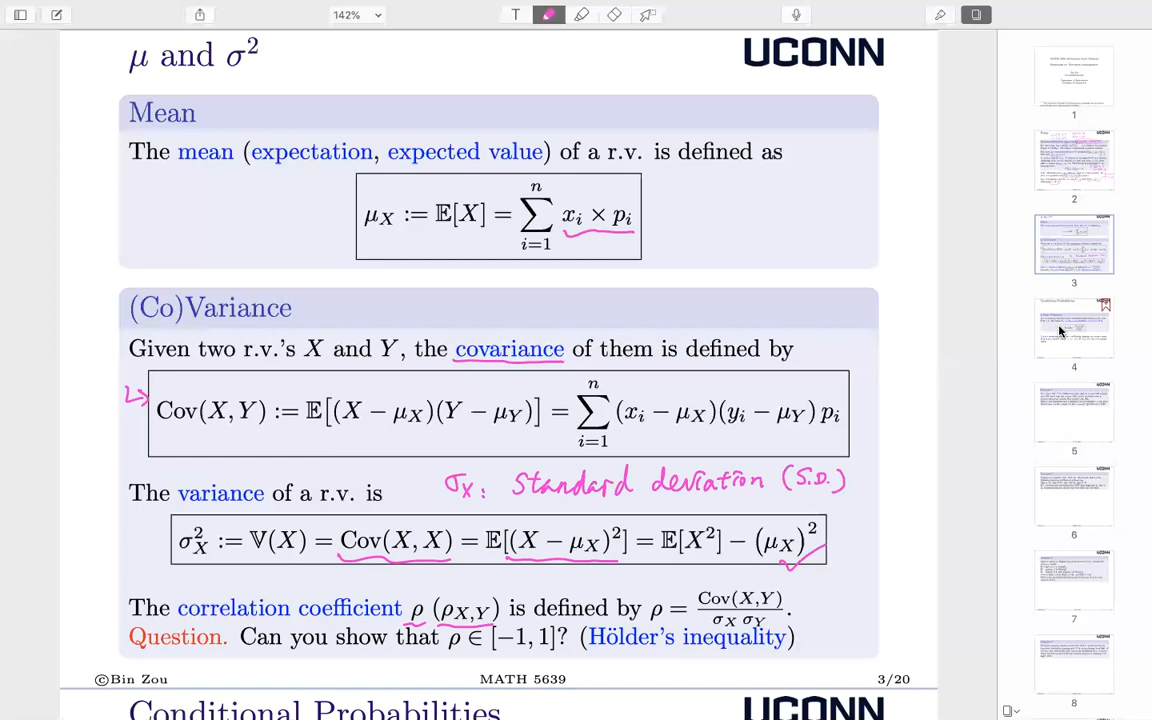 142%
T
μ and σ²
UCONN
Mean
The mean (expectation, expected value) of a r.v. is defined as
μ_X := 𝔼[X] = ∑_{i=1}^{n} x_i × p_i
(Co)Variance
Given two r.v.'s X and Y, the covariance of them is defined by
Cov(X, Y) := 𝔼[(X − μ_X)(Y − μ_Y)] = ∑_{i=1}^{n} (x_i − μ_X)(y_i − μ_Y) p_i
σ_X: Standard deviation (S.D.)
The variance of a r.v. is
σ_X^2 := 𝕍(X) = Cov(X, X) = 𝔼[(X − μ_X)²] = 𝔼[X²] − (μ_X)²
The correlation coefficient ρ (ρ_{X,Y}) is defined by ρ = Cov(X,Y) / σ_X σ_Y.
Question. Can you show that ρ ∈ [−1, 1]? (Hölder's inequality)
©Bin Zou MATH 5639 3/20
Conditional Probabilities
UCONN
1
2
3
4
5
6
7
8